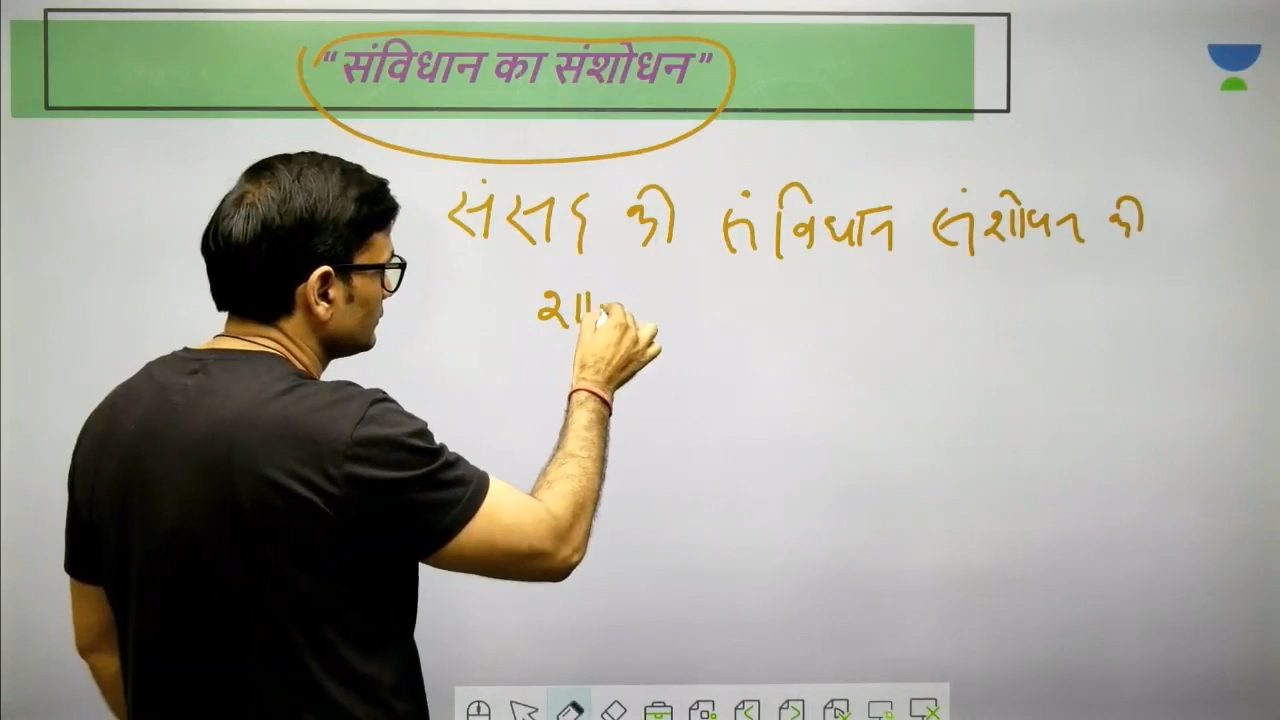 “संविधान का संशोधन”
संसद की संविधान संशोधन की